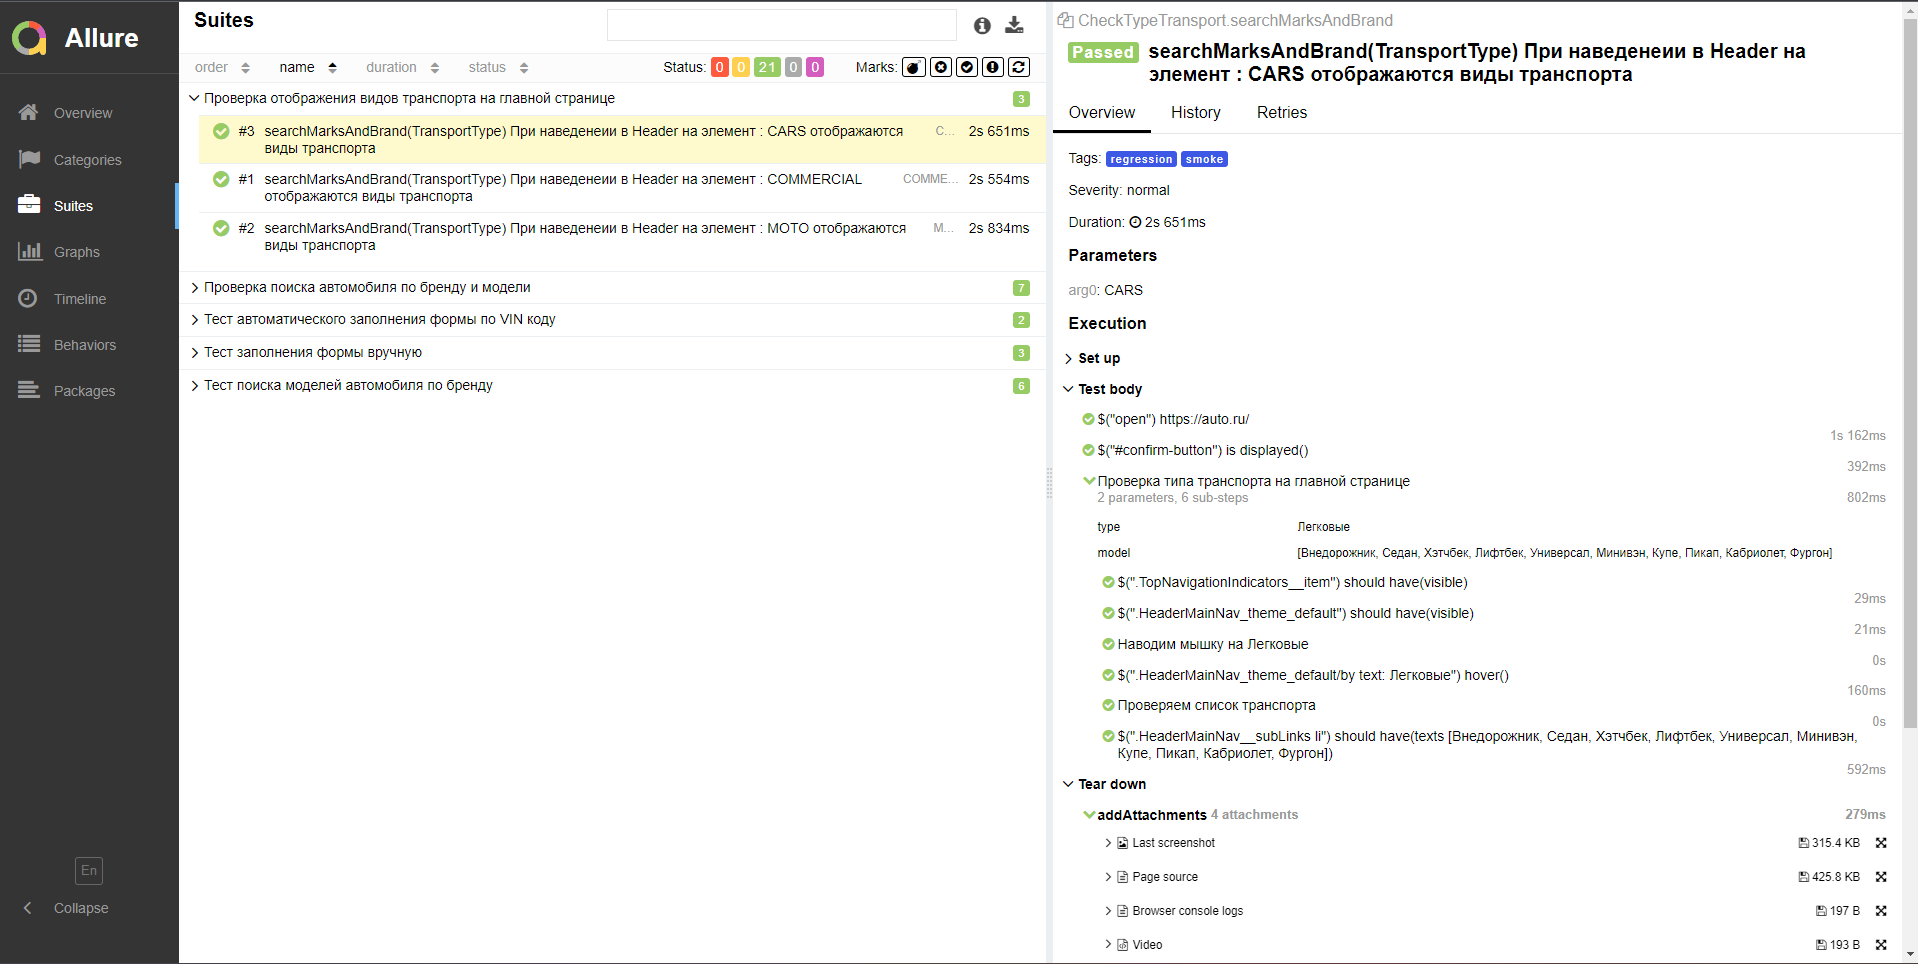 Allure
Overview
Categories
Suites
Graphs
Timeline
Behaviors
Packages
En
Collapse
Suites
order name duration status
Status: 0 0 21 0 0 Marks:
Проверка отображения видов транспорта на главной странице 3
#3 searchMarksAndBrand(TransportType) При наведенеии в Header на элемент : CARS отображаются C... 2s 651ms
виды транспорта
#1 searchMarksAndBrand(TransportType) При наведенеии в Header на элемент : COMMERCIAL COMME... 2s 554ms
отображаются виды транспорта
#2 searchMarksAndBrand(TransportType) При наведенеии в Header на элемент : MOTO отображаются M... 2s 834ms
виды транспорта
Проверка поиска автомобиля по бренду и модели 7
Тест автоматического заполнения формы по VIN коду 2
Тест заполнения формы вручную 3
Тест поиска моделей автомобиля по бренду 6
CheckTypeTransport.searchMarksAndBrand
Passed searchMarksAndBrand(TransportType) При наведенеии в Header на
элемент : CARS отображаются виды транспорта
Overview History Retries
Tags: regression smoke
Severity: normal
Duration: 2s 651ms
Parameters
arg0: CARS
Execution
Set up
Test body
$("open") https://auto.ru/
1s 162ms
$("#confirm-button") is displayed()
392ms
Проверка типа транспорта на главной странице
2 parameters, 6 sub-steps 802ms
type Легковые
model [Внедорожник, Седан, Хэтчбек, Лифтбек, Универсал, Минивэн, Купе, Пикап, Кабриолет, Фургон]
$(".TopNavigationIndicators__item") should have(visible)
29ms
$(".HeaderMainNav_theme_default") should have(visible)
21ms
Наводим мышку на Легковые
0s
$(".HeaderMainNav_theme_default/by text: Легковые") hover()
160ms
Проверяем список транспорта
0s
$(".HeaderMainNav__subLinks li") should have(texts [Внедорожник, Седан, Хэтчбек, Лифтбек, Универсал, Минивэн,
Купе, Пикап, Кабриолет, Фургон])
592ms
Tear down
addAttachments 4 attachments 279ms
Last screenshot 315.4 KB
Page source 425.8 KB
Browser console logs 197 B
Video 193 B